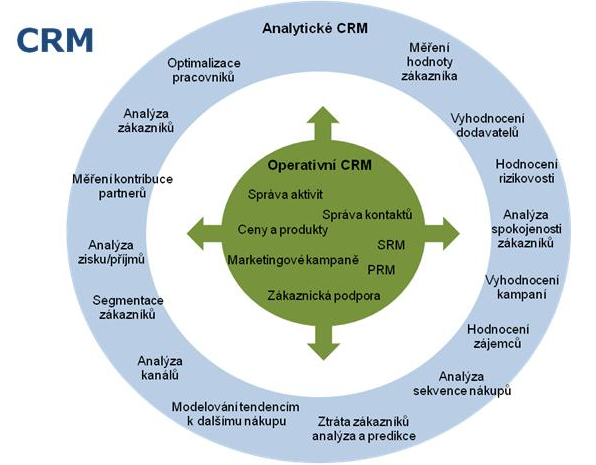 CRM
Analytické CRM
Měření
hodnoty
zákazníka
Vyhodnocení
dodavatelů
Hodnocení
rizikovosti
Analýza
spokojenosti
zákazníků
Vyhodnocení
kampaní
Hodnocení
zájemců
Analýza
sekvence nákupů
Ztráta zákazníků
analýza a predikce
Modelování tendencím
k dalšímu nákupu
Analýza
kanálů
Segmentace
zákazníků
Analýza
zisku/příjmů
Měření kontribuce
partnerů
Analýza
zákazníků
Optimalizace
pracovníků
Operativní CRM
Správa aktivit
Správa kontaktů
Ceny a produkty
SRM
Marketingové kampaně
PRM
Zákaznická podpora